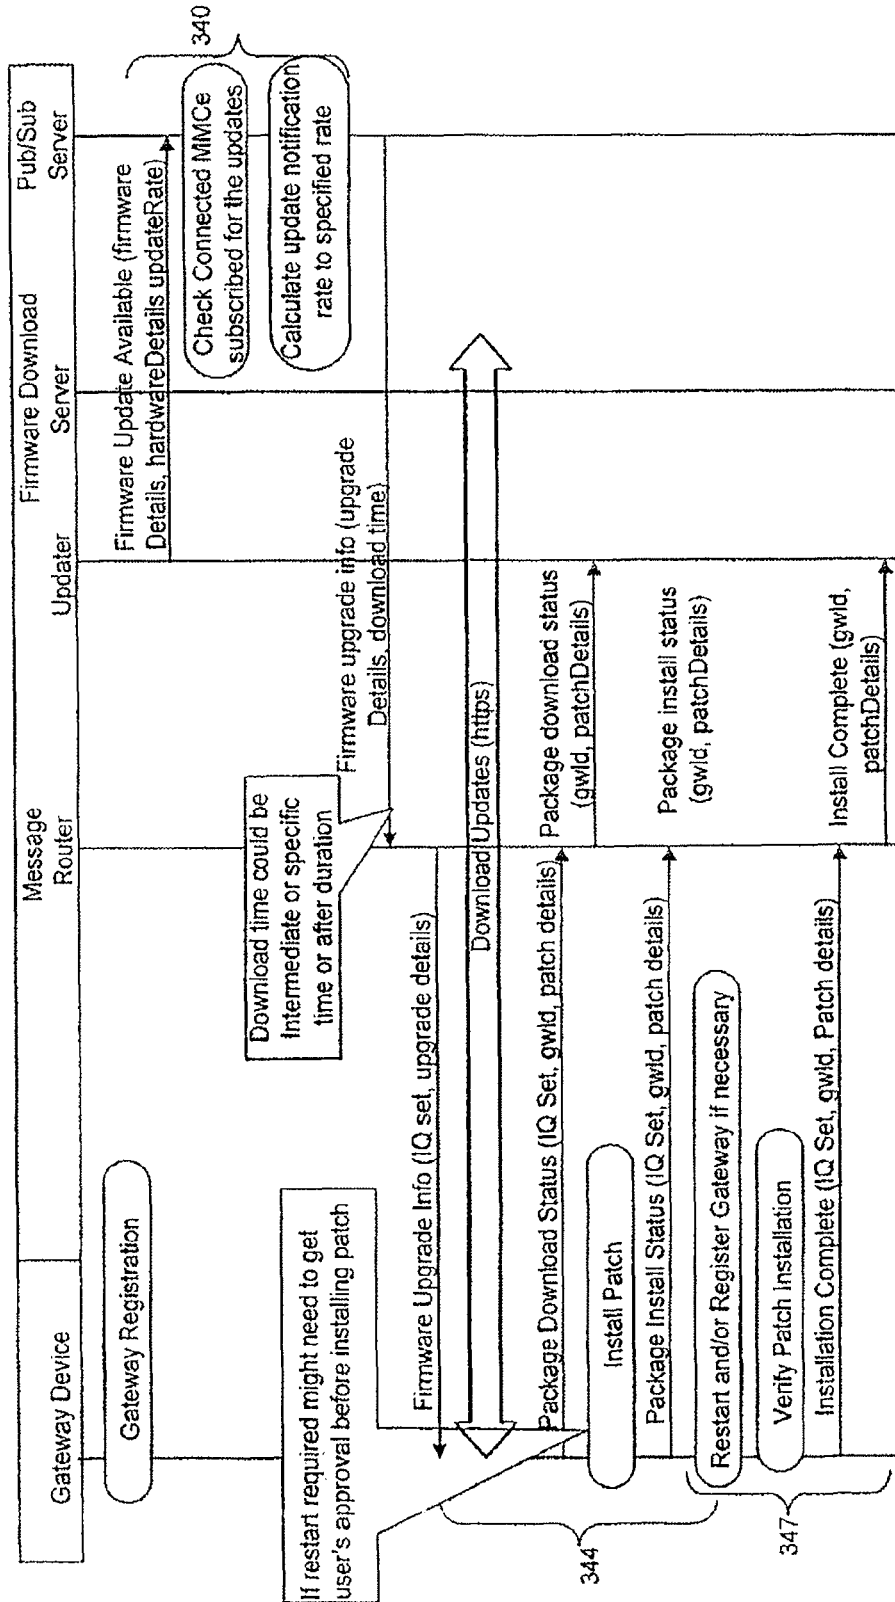 Gateway Device
Message
Router
Updater
Firmware Download
Server
Pub/Sub
Server
Gateway Registration
Firmware Update Available (firmware
Details, hardwareDetails updateRate)
340
Check Connected MMCe
subscribed for the updates
Calculate update notification
rate to specified rate
Download time could be
Intermediate or specific
time or after duration
Firmware upgrade info (upgrade
Details, download time)
If restart required might need to get
user's approval before installing patch
Firmware Upgrade Info (IQ set, upgrade details)
Download Updates (https)
Package Download Status (IQ Set, gwId, patch details)
Package download status
(gwId, patchDetails)
344
Install Patch
Package Install Status (IQ Set, gwId, patch details)
Package install status
(gwId, patchDetails)
Restart and/or Register Gateway if necessary
347
Verify Patch Installation
Installation Complete (IQ Set, gwId, Patch details)
Install Complete (gwId,
patchDetails)